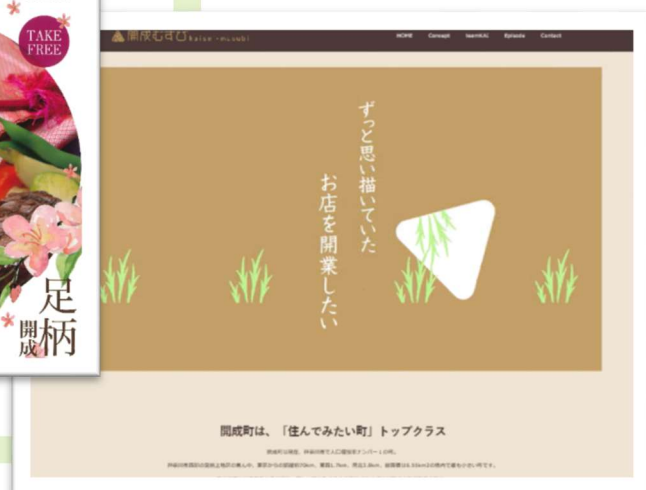 TAKE
FREE
足柄
開成
開成むすび kaisei-musubi
HOME Concept teamKAI Episode Contact
ずっと思い描いていた
お店を開業したい
開成町は、「住んでみたい町」トップクラス